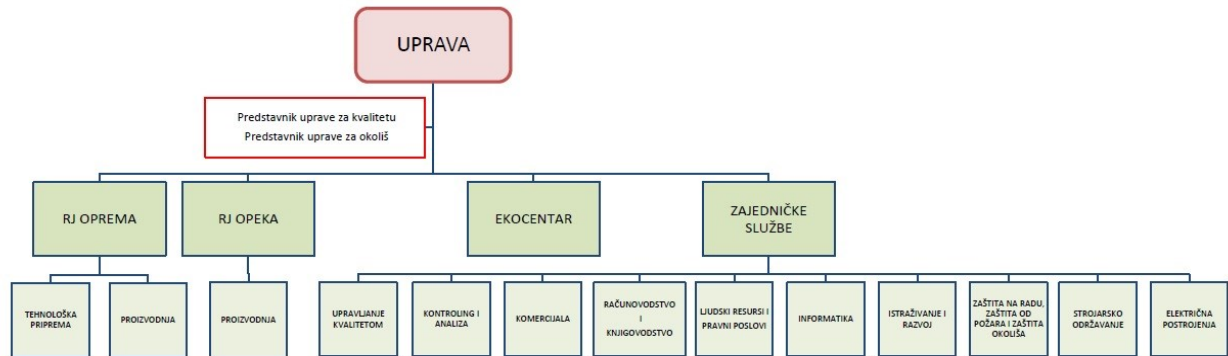 UPRAVA
Predstavnik uprave za kvalitetu
Predstavnik uprave za okoliš
RJ OPREMA
RJ OPEKA
EKOCENTAR
ZAJEDNIČKE
SLUŽBE
TEHNOLOŠKA
PRIPREMA
PROIZVODNJA
PROIZVODNJA
UPRAVLJANJE
KVALITETOM
KONTROLING I
ANALIZA
KOMERCIJALA
RAČUNOVODSTVO
I
KNJIGOVODSTVO
LJUDSKI RESURSI I
PRAVNI POSLOVI
INFORMATIKA
ISTRAŽIVANJE I
RAZVOJ
ZAŠTITA NA RADU,
ZAŠTITA OD
POŽARA I ZAŠTITA
OKOLIŠA
STROJARSKO
ODRŽAVANJE
ELEKTRIČNA
POSTROJENJA